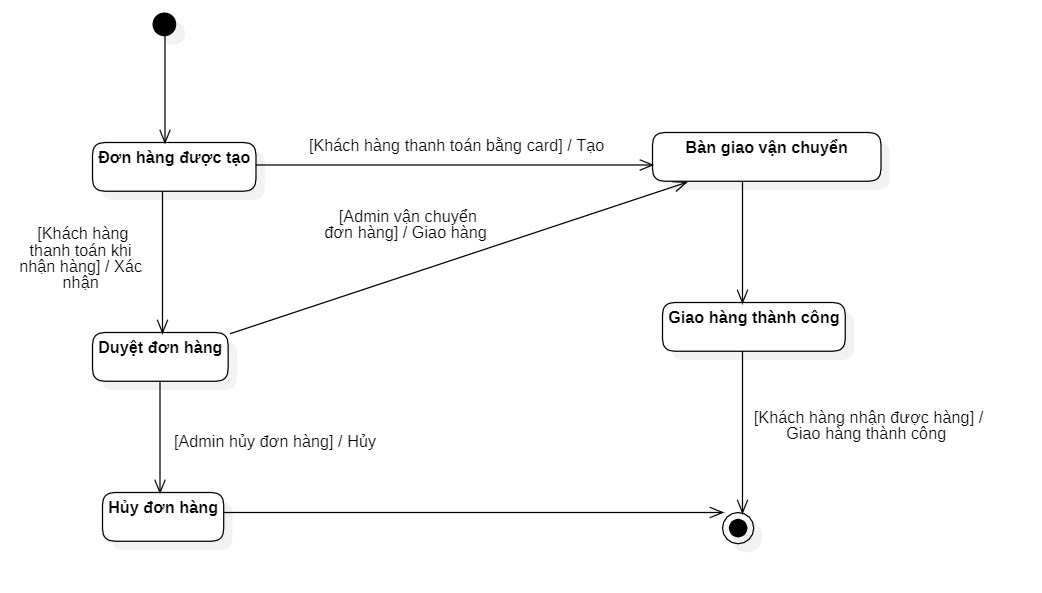 Đơn hàng được tạo
[Khách hàng thanh toán bằng card] / Tạo
Bàn giao vận chuyển
[Khách hàng
thanh toán khi
nhận hàng] / Xác
nhận
[Admin vận chuyển
đơn hàng] / Giao hàng
Duyệt đơn hàng
Giao hàng thành công
[Admin hủy đơn hàng] / Hủy
[Khách hàng nhận được hàng] /
Giao hàng thành công
Hủy đơn hàng